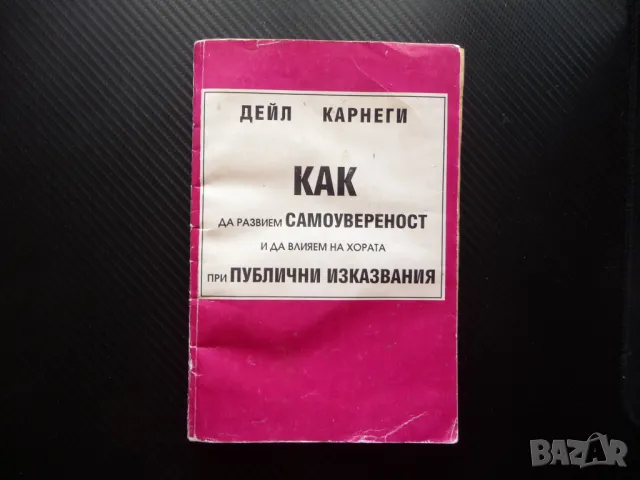 ДЕЙЛ КАРНЕГИ
КАК
ДА РАЗВИЕМ САМОУВЕРЕНОСТ
И ДА ВЛИЯЕМ НА ХОРАТА
ПРИ ПУБЛИЧНИ ИЗКАЗВАНИЯ
BAZAR